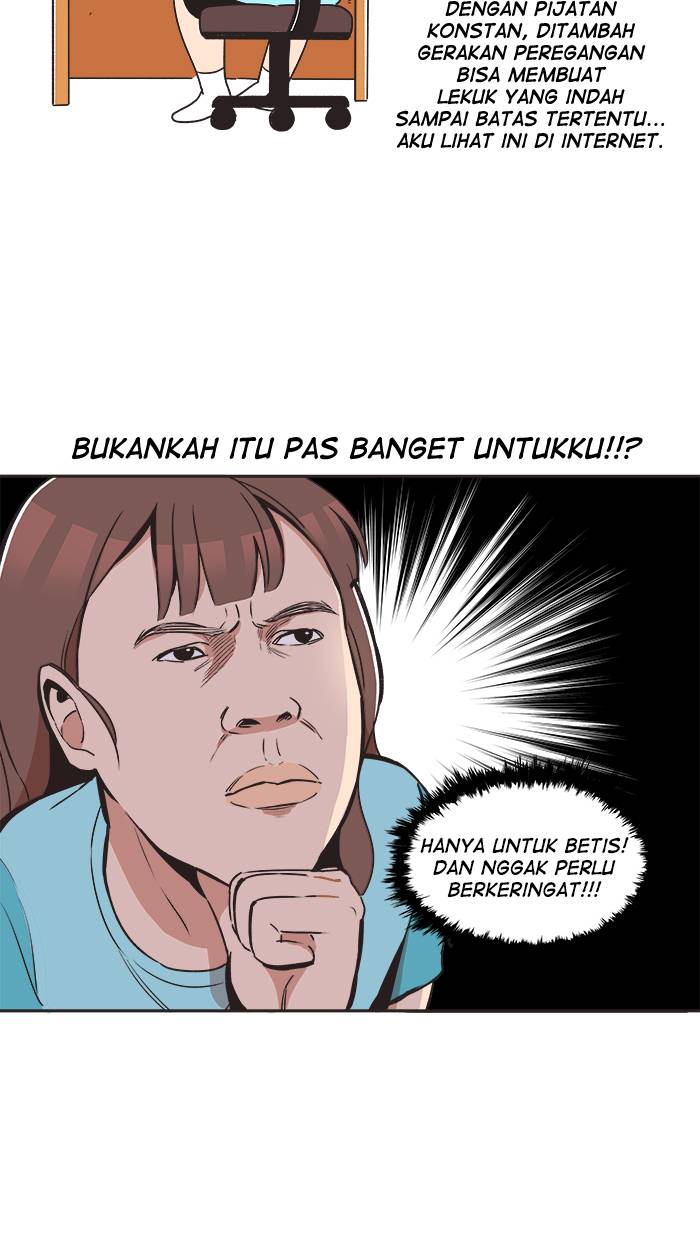 DENGAN PIJATAN
KONSTAN, DITAMBAH
GERAKAN PEREGANGAN
BISA MEMBUAT
LEKUK YANG INDAH
SAMPAI BATAS TERTENTU...
AKU LIHAT INI DI INTERNET.
BUKANKAH ITU PAS BANGET UNTUKKU!!?
HANYA UNTUK BETIS!
DAN NGGAK PERLU
BERKERINGAT!!!